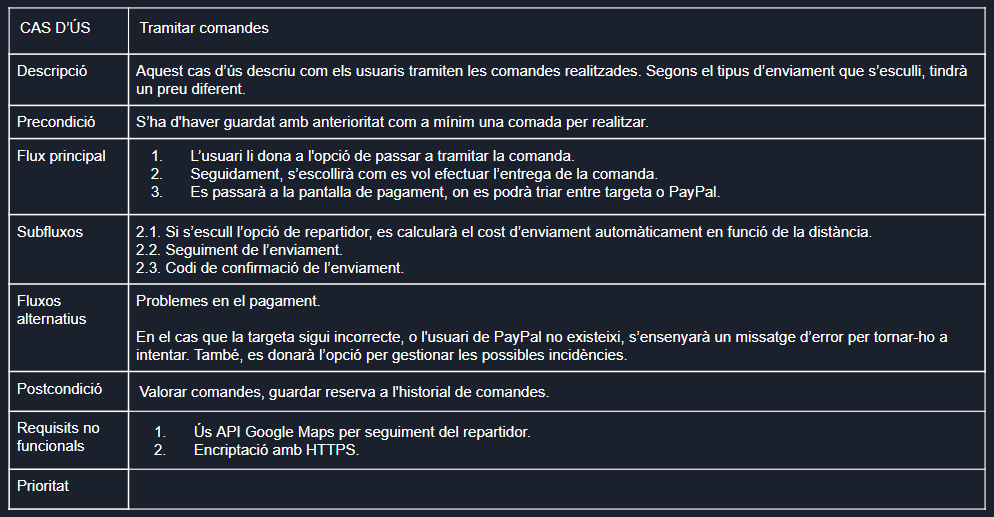 CAS D’ÚS
Tramitar comandes
Descripció
Aquest cas d’ús descriu com els usuaris tramiten les comandes realitzades. Segons el tipus d’enviament que s’esculli, tindrà
un preu diferent.
Precondició
S’ha d'haver guardat amb anterioritat com a mínim una comada per realitzar.
Flux principal
1. L’usuari li dona a l'opció de passar a tramitar la comanda.
2. Seguidament, s’escollirà com es vol efectuar l’entrega de la comanda.
3. Es passarà a la pantalla de pagament, on es podrà triar entre targeta o PayPal.
Subfluxos
2.1. Si s’escull l’opció de repartidor, es calcularà el cost d’enviament automàticament en funció de la distància.
2.2. Seguiment de l’enviament.
2.3. Codi de confirmació de l’enviament.
Fluxos
alternatius
Problemes en el pagament.
En el cas que la targeta sigui incorrecte, o l'usuari de PayPal no existeixi, s’ensenyarà un missatge d’error per tornar-ho a
intentar. També, es donarà l’opció per gestionar les possibles incidències.
Postcondició
Valorar comandes, guardar reserva a l'historial de comandes.
Requisits no
funcionals
1. Ús API Google Maps per seguiment del repartidor.
2. Encriptació amb HTTPS.
Prioritat